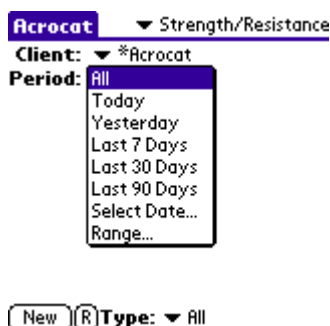 Acrocat Strength/Resistance
Client: *Acrocat
Period: All
Today
Yesterday
Last 7 Days
Last 30 Days
Last 90 Days
Select Date...
Range...
New R Type: All